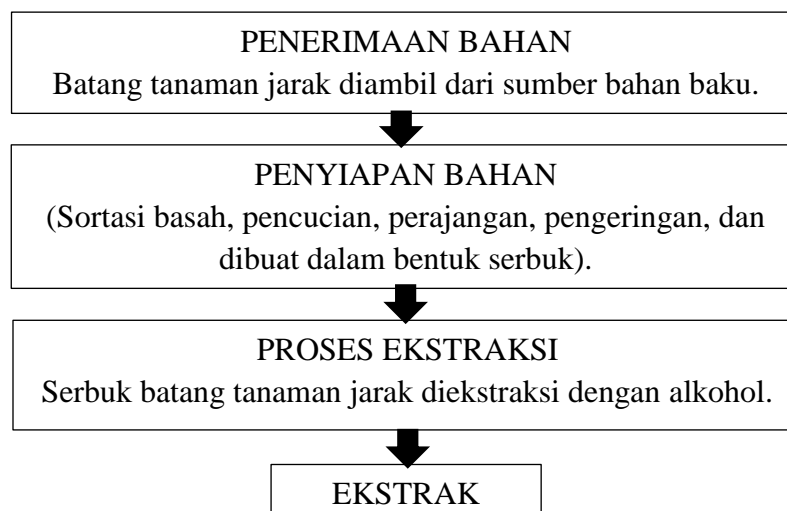 PENERIMAAN BAHAN
Batang tanaman jarak diambil dari sumber bahan baku.
PENYIAPAN BAHAN
(Sortasi basah, pencucian, perajangan, pengeringan, dan
dibuat dalam bentuk serbuk).
PROSES EKSTRAKSI
Serbuk batang tanaman jarak diekstraksi dengan alkohol.
EKSTRAK